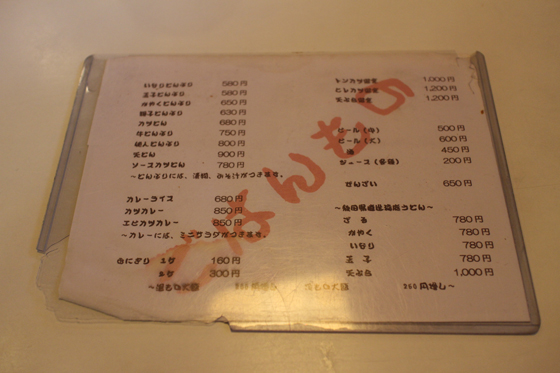 ごはんもの
いなりどんぶり 580円
玉子どんぶり 580円
かやくどんぶり 650円
親子どんぶり 630円
カツどん 680円
牛どんぶり 750円
他人どんぶり 800円
天どん 900円
ソースカツどん 780円
～どんぶりには、漬物、みそ汁がつきます。
カレーライス 680円
カツカレー 850円
エビカツカレー 850円
～カレーには、ミニサラダがつきます。
おにぎり 160円
300円
トンカツ定食 1,000円
ヒレカツ定食 1,200円
天ぷら定食 1,200円
ビール(中) 500円
ビール(大) 600円
酒 450円
ジュース(多種) 200円
ぜんざい 650円
～秋田県直送稲庭うどん～
ざる 780円
かやく 780円
いなり 780円
玉子 780円
天ぷら 1,000円
260円増し～